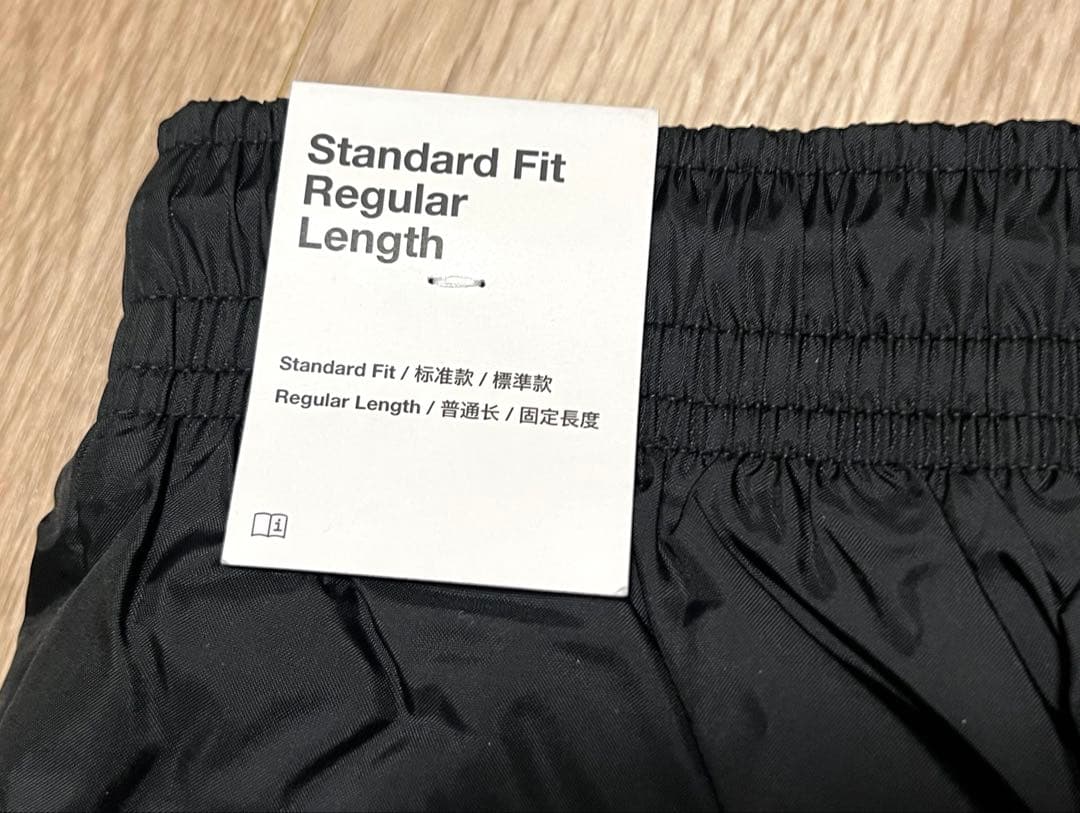 Standard Fit
Regular
Length
Standard Fit / 标准款 / 標準款
Regular Length / 普通长 / 固定長度
i